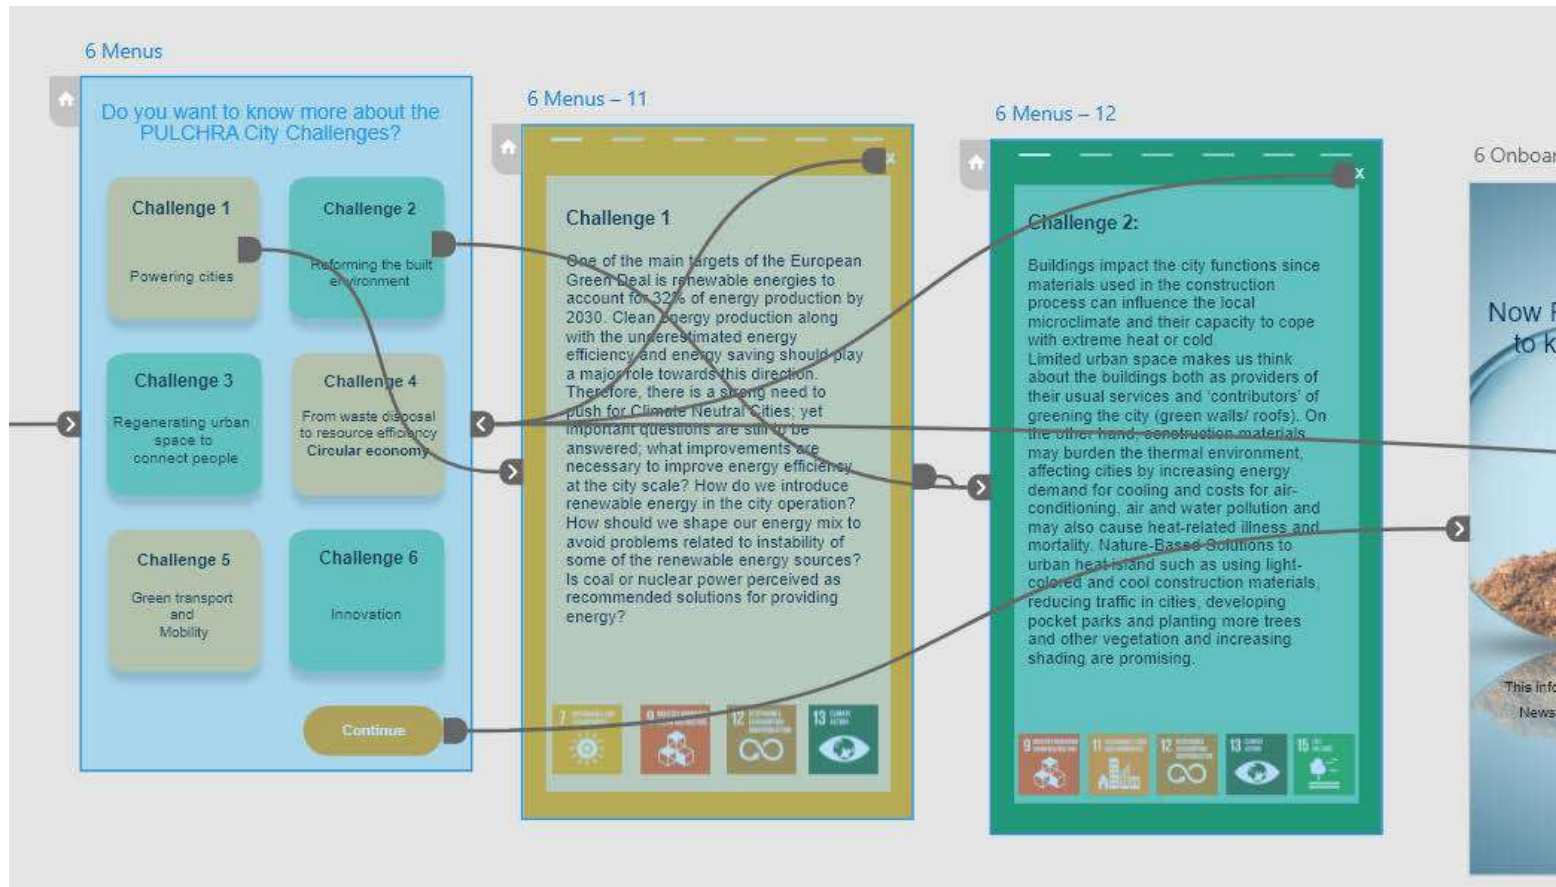 6 Menus
Do you want to know more about the
PULCHRA City Challenges?
Challenge 1
Powering cities
Challenge 2
Reforming the built
environment
Challenge 3
Regenerating urban
space to
connect people
Challenge 4
From waste disposal
to resource efficiency
Circular economy
Challenge 5
Green transport
and
Mobility
Challenge 6
Innovation
Continue
6 Menus – 11
x
Challenge 1
One of the main targets of the European
Green Deal is renewable energies to
account for 32% of energy production by
2030. Clean energy production along
with the underestimated energy
efficiency and energy saving should play
a major role towards this direction.
Therefore, there is a strong need to
push for Climate Neutral Cities; yet
important questions are still to be
answered; what improvements are
necessary to improve energy efficiency
at the city scale? How do we introduce
renewable energy in the city operation?
How should we shape our energy mix to
avoid problems related to instability of
some of the renewable energy sources?
Is coal or nuclear power perceived as
recommended solutions for providing
energy?
7
9
12
13 CLIMATE
ACTION
6 Menus – 12
x
Challenge 2:
Buildings impact the city functions since
materials used in the construction
process can influence the local
microclimate and their capacity to cope
with extreme heat or cold.
Limited urban space makes us think
about the buildings both as providers of
their usual services and ‘contributors’ of
greening the city (green walls/ roofs). On
the other hand, construction materials
may burden the thermal environment,
affecting cities by increasing energy
demand for cooling and costs for air-
conditioning, air and water pollution and
may also cause heat-related illness and
mortality. Nature-Based Solutions to
urban heat island such as using light-
colored and cool construction materials,
reducing traffic in cities, developing
pocket parks and planting more trees
and other vegetation and increasing
shading are promising.
9
11
12
13
15
6 Onboar
Now
to k
This info
News